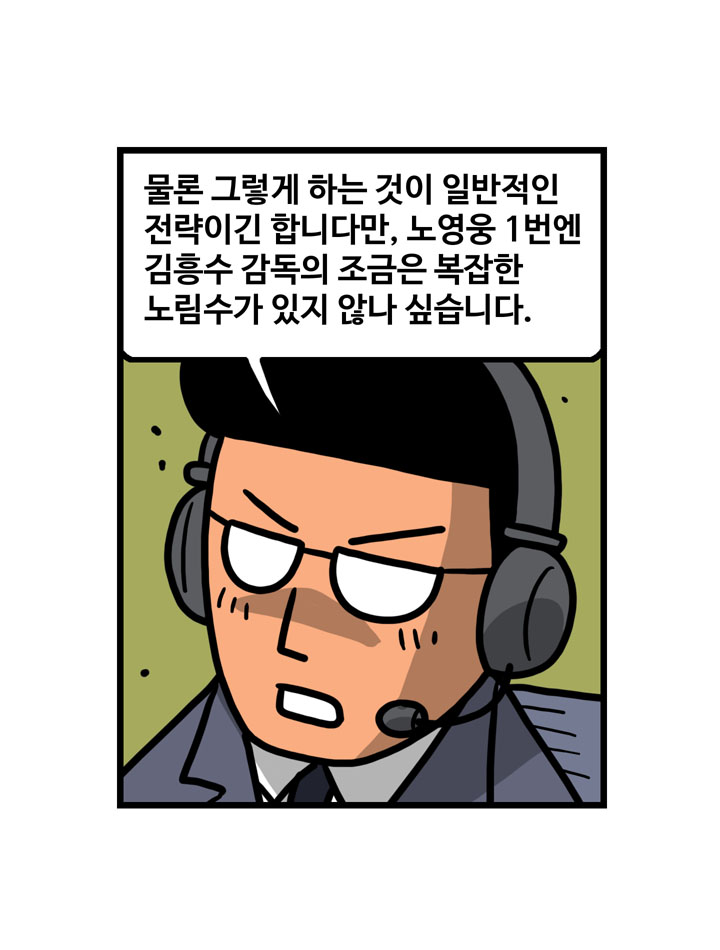 물론 그렇게 하는 것이 일반적인
전략이긴 합니다만, 노영웅 1번엔
김흥수 감독의 조금은 복잡한
노림수가 있지 않나 싶습니다.